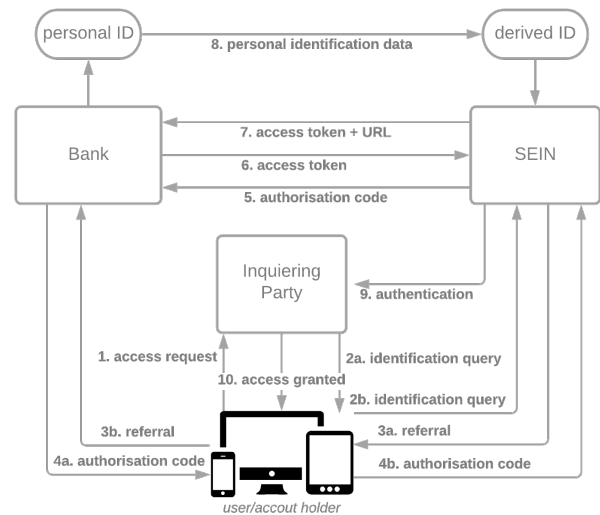 personal ID
derived ID
8. personal identification data
7. access token + URL
Bank
SEIN
6. access token
5. authorisation code
Inquiering
Party
9. authentication
1. access request
2a. identification query
10. access granted
2b. identification query
3b. referral
3a. referral
4a. authorisation code
4b. authorisation code
user/accout holder